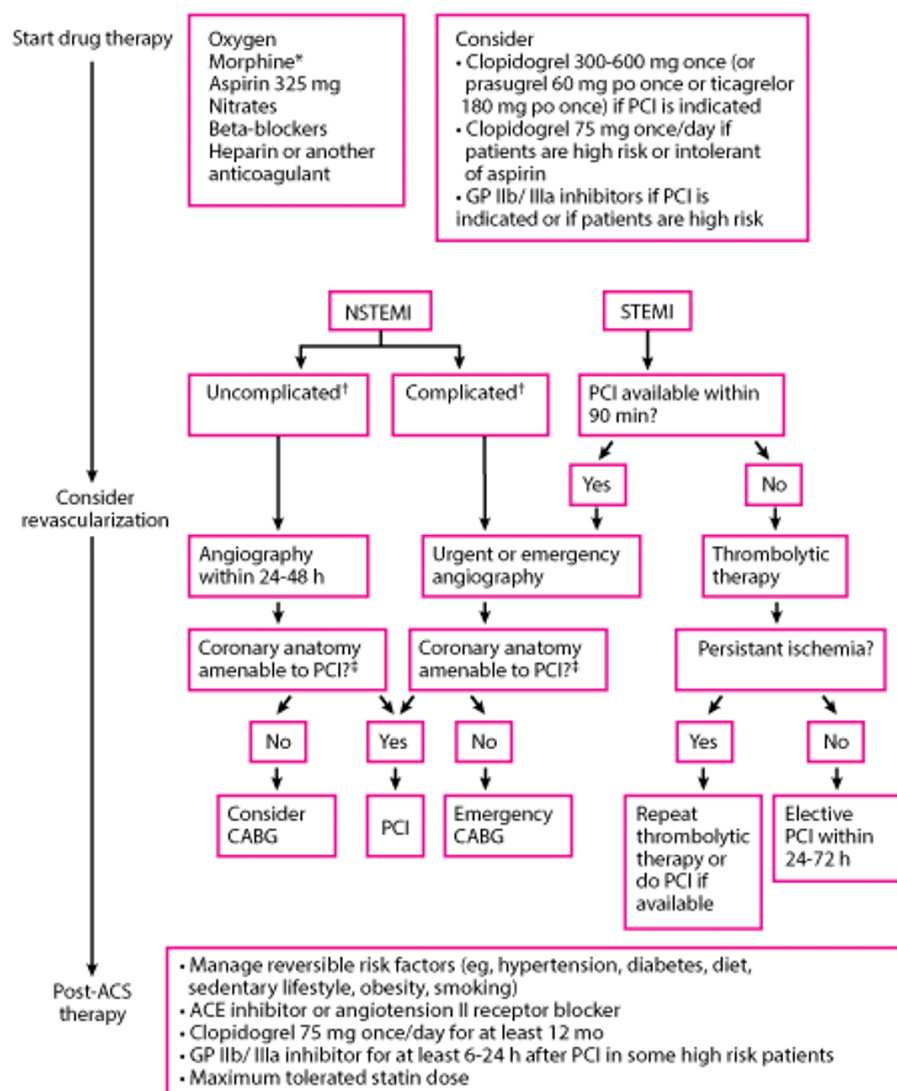 Start drug therapy
Oxygen
Morphine*
Aspirin 325 mg
Nitrates
Beta-blockers
Heparin or another
anticoagulant
Consider
• Clopidogrel 300-600 mg once (or
prasugrel 60 mg po once or ticagrelor
180 mg po once) if PCI is indicated
• Clopidogrel 75 mg once/day if
patients are high risk or intolerant
of aspirin
• GP IIb/ IIIa inhibitors if PCI is
indicated or if patients are high risk
NSTEMI
STEMI
Uncomplicated†
Complicated†
PCI available within
90 min?
Yes
No
Consider
revascularization
Angiography
within 24-48 h
Urgent or emergency
angiography
Thrombolytic
therapy
Coronary anatomy
amenable to PCI?‡
Coronary anatomy
amenable to PCI?‡
Persistant ischemia?
No
Yes
No
Yes
No
Consider
CABG
PCI
Emergency
CABG
Repeat
thrombolytic
therapy or
do PCI if
available
Elective
PCI within
24-72 h
Post-ACS
therapy
• Manage reversible risk factors (eg, hypertension, diabetes, diet,
sedentary lifestyle, obesity, smoking)
• ACE inhibitor or angiotension II receptor blocker
• Clopidogrel 75 mg once/day for at least 12 mo
• GP IIb/ IIIa inhibitor for at least 6-24 h after PCI in some high risk patients
• Maximum tolerated statin dose